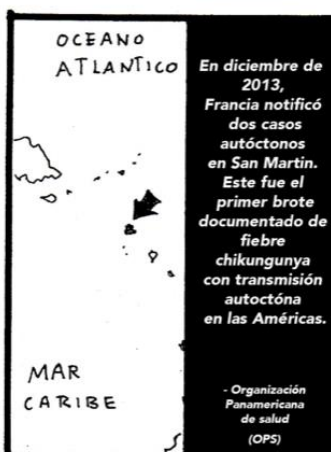 OCEANO
ATLANTICO
MAR
CARIBE
En diciembre de
2013,
Francia notificó
dos casos
autóctonos
en San Martin.
Este fue el
primer brote
documentado de
fiebre
chikungunya
con transmisión
autoctóna
en las Américas.
- Organización
Panamericana
de salud
(OPS)